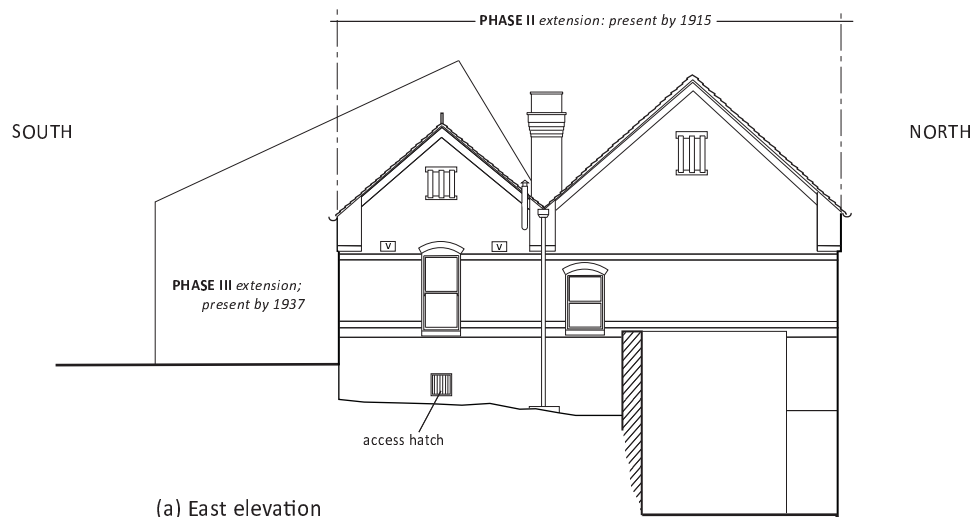 PHASE II extension: present by 1915
SOUTH
NORTH
V
V
PHASE III extension;
present by 1937
access hatch
(a) East elevation